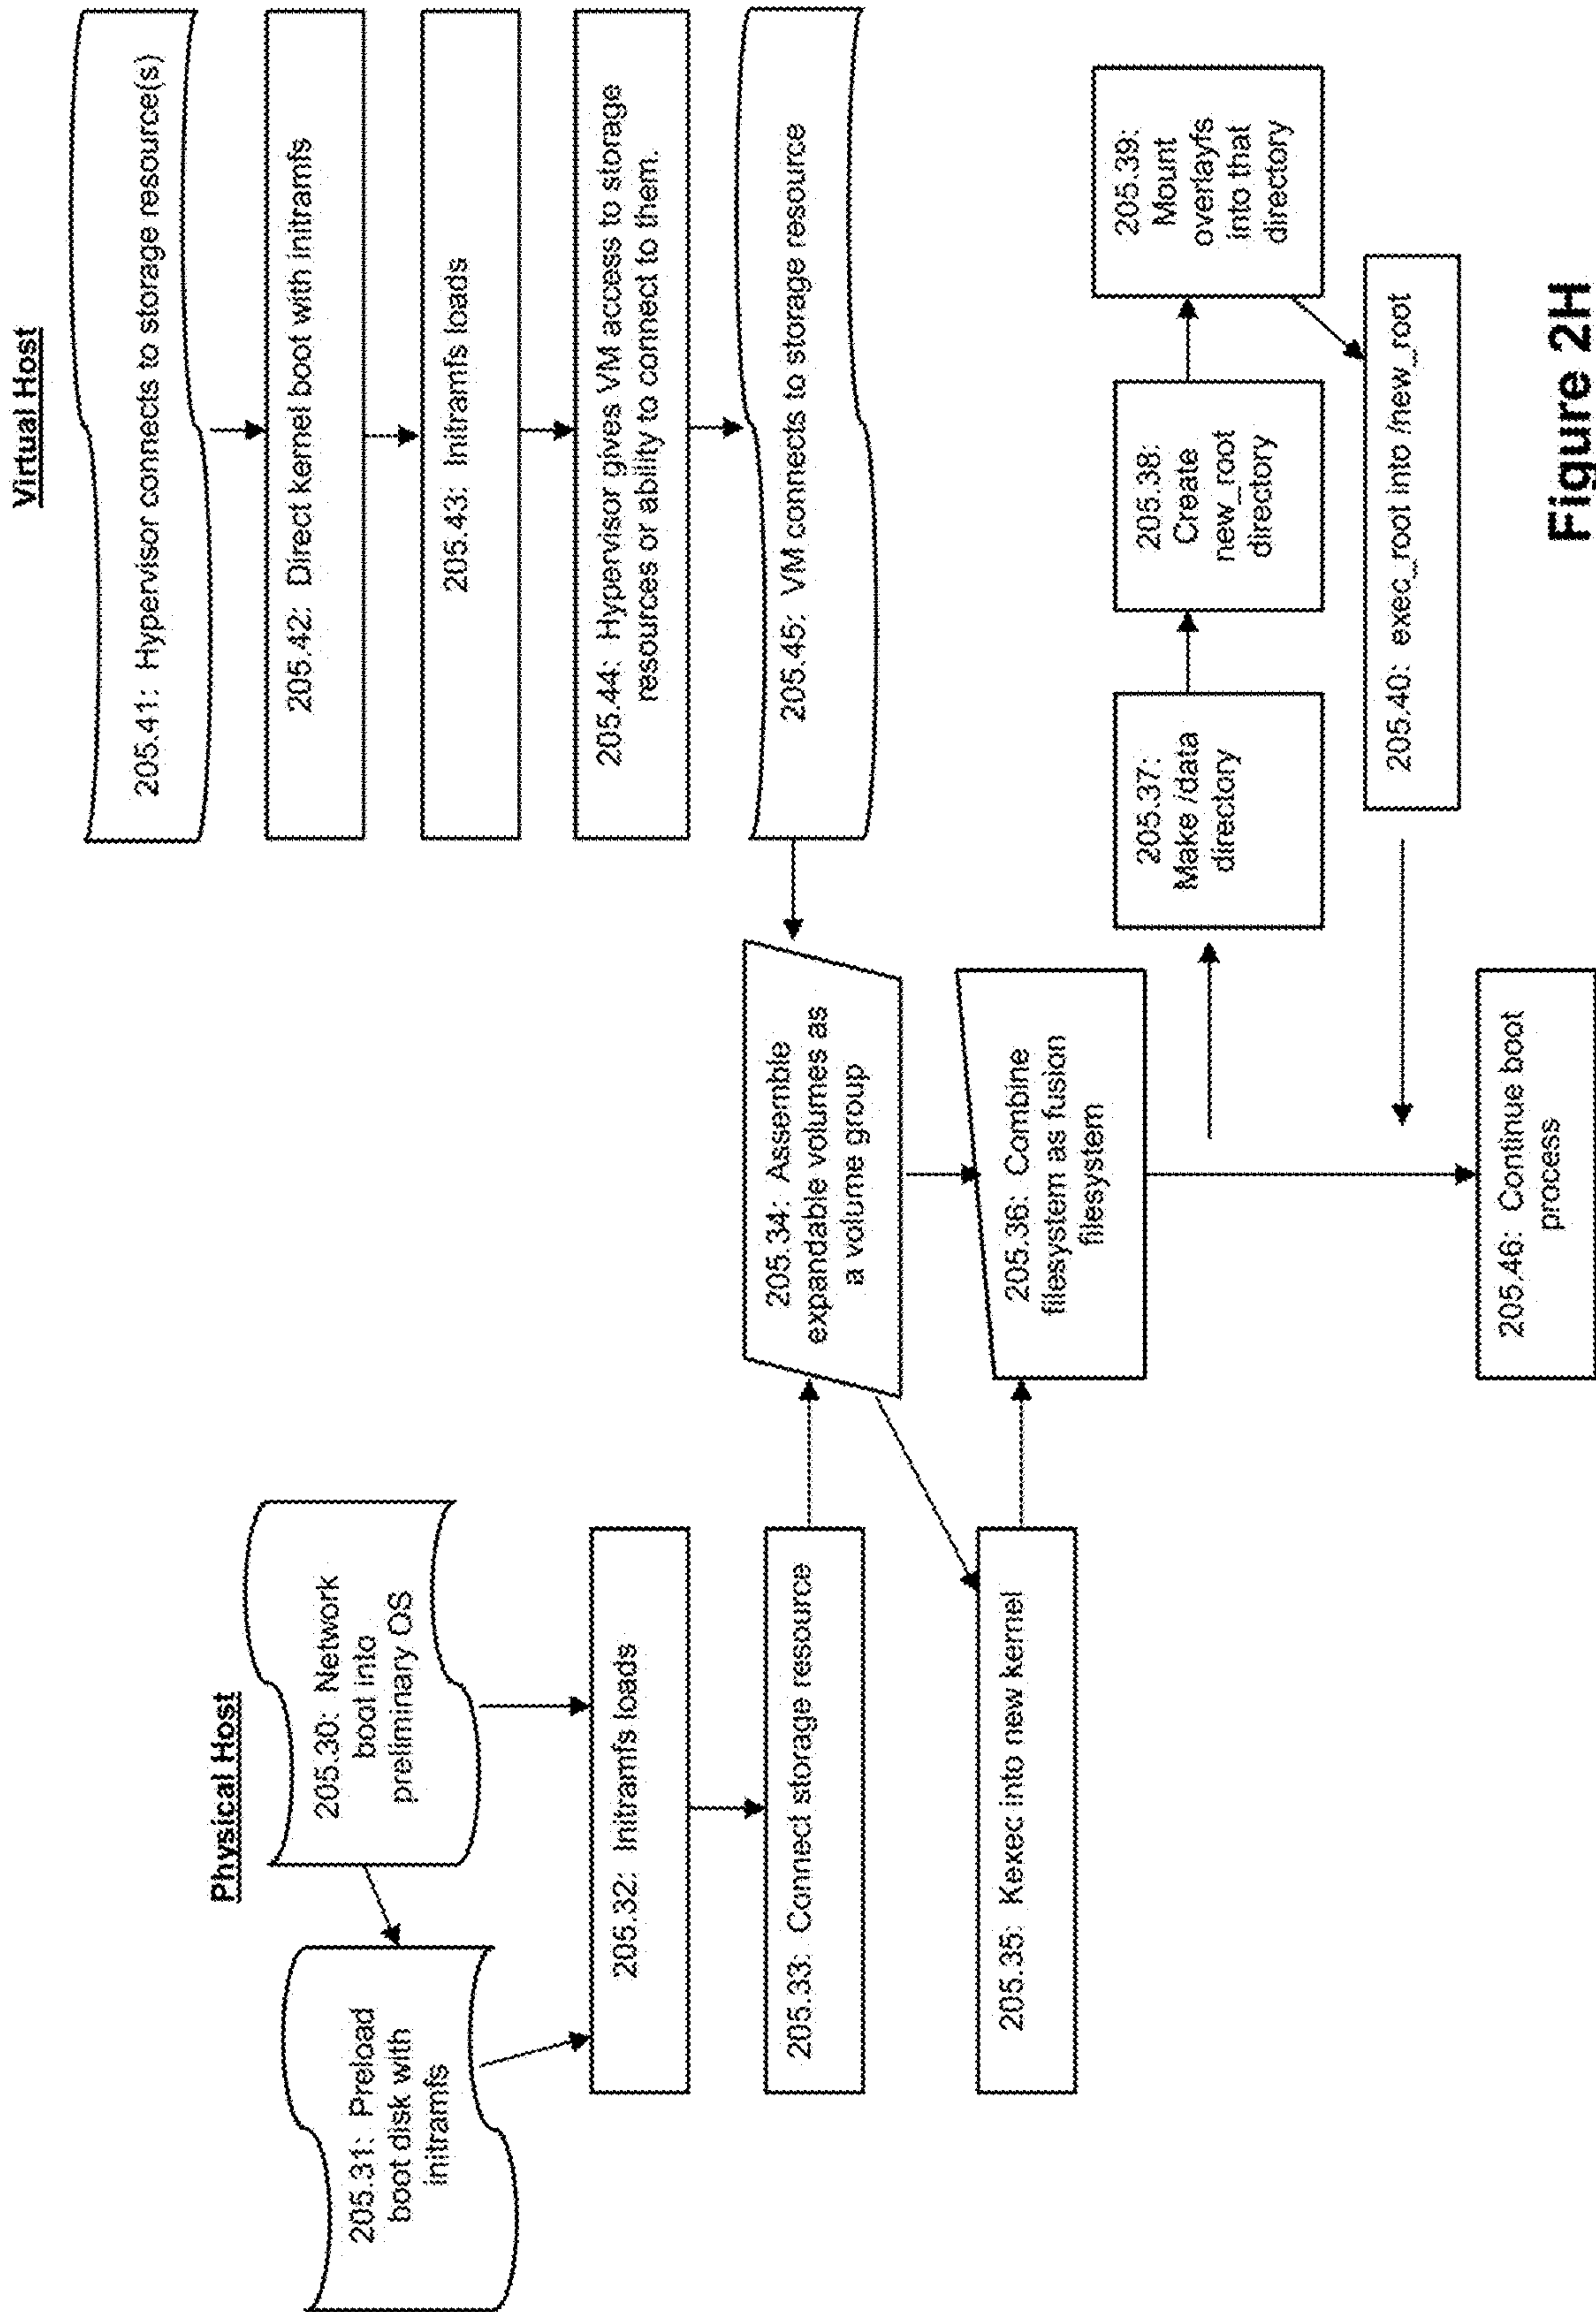 Physical Host
205.30: Network
boot into
preliminary OS
205.31: Preload
boot disk with
initramfs
205.32: Initramfs loads
205.33: Connect storage resource
205.35: Kexec into new kernel
Virtual Host
205.41: Hypervisor connects to storage resource(s)
205.42: Direct kernel boot with initramfs
205.43: Initramfs loads
205.44: Hypervisor gives VM access to storage
resources or ability to connect to them.
205.45: VM connects to storage resource
205.34: Assemble
expandable volumes as
a volume group
205.36: Combine
filesystem as fusion
filesystem
205.37:
Make /data
directory
205.38:
Create
new_root
directory
205.39:
Mount
overlayfs
into that
directory
205.40: exec_root into /new_root
205.46: Continue boot
process
Figure 2H